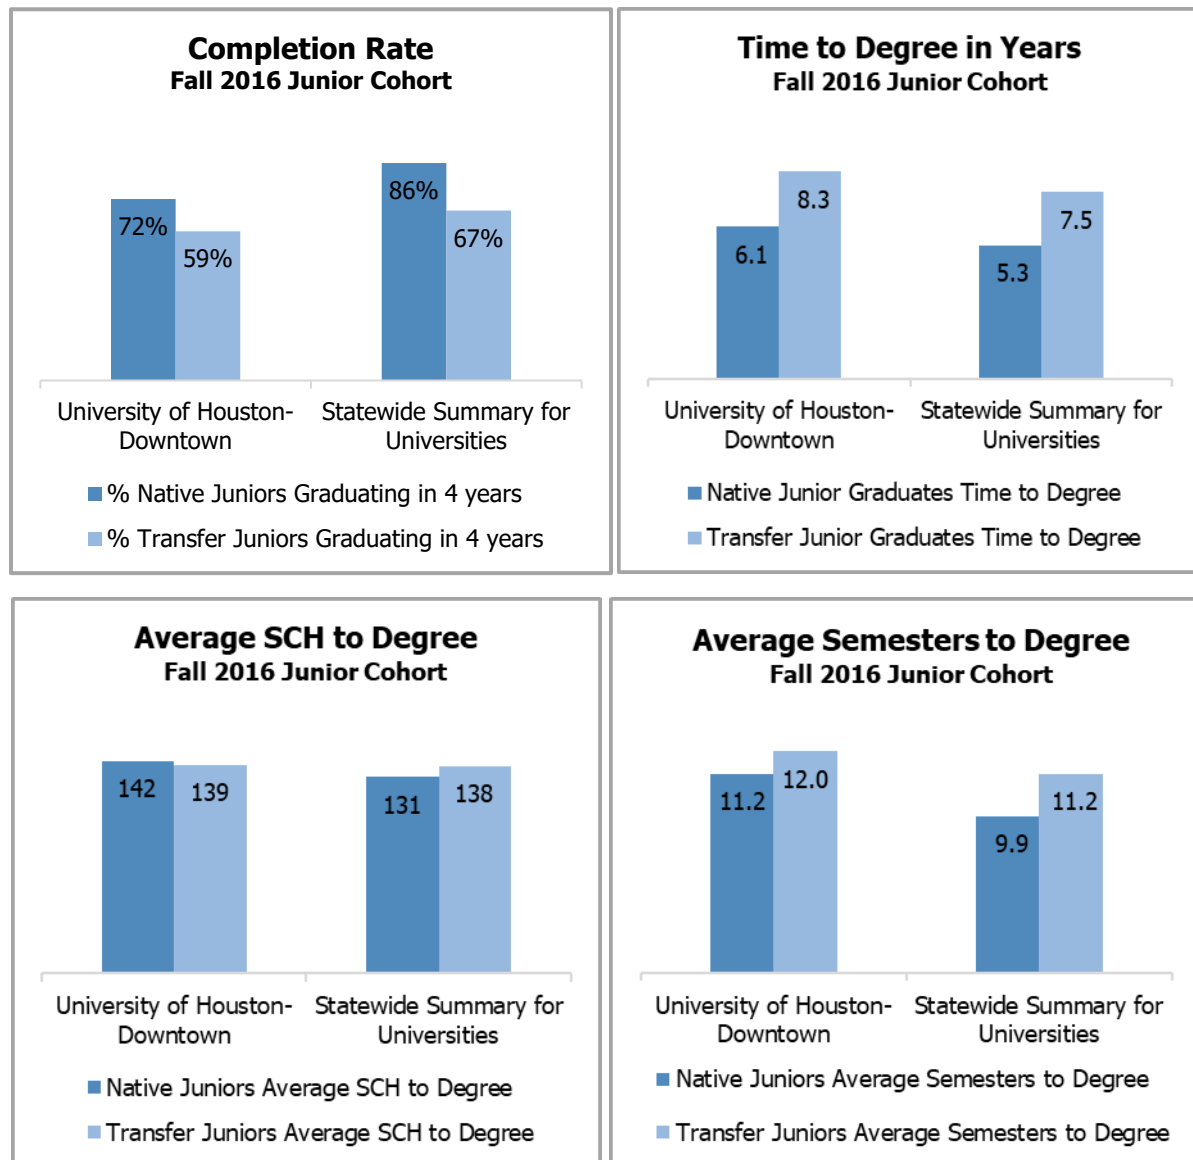 Completion Rate
Fall 2016 Junior Cohort
72%
59%
86%
67%
University of Houston-
Downtown
Statewide Summary for
Universities
% Native Juniors Graduating in 4 years
% Transfer Juniors Graduating in 4 years
Time to Degree in Years
Fall 2016 Junior Cohort
6.1
8.3
5.3
7.5
University of Houston-
Downtown
Statewide Summary for
Universities
Native Junior Graduates Time to Degree
Transfer Junior Graduates Time to Degree
Average SCH to Degree
Fall 2016 Junior Cohort
142
139
131
138
University of Houston-
Downtown
Statewide Summary for
Universities
Native Juniors Average SCH to Degree
Transfer Juniors Average SCH to Degree
Average Semesters to Degree
Fall 2016 Junior Cohort
11.2
12.0
9.9
11.2
University of Houston-
Downtown
Statewide Summary for
Universities
Native Juniors Average Semesters to Degree
Transfer Juniors Average Semesters to Degree